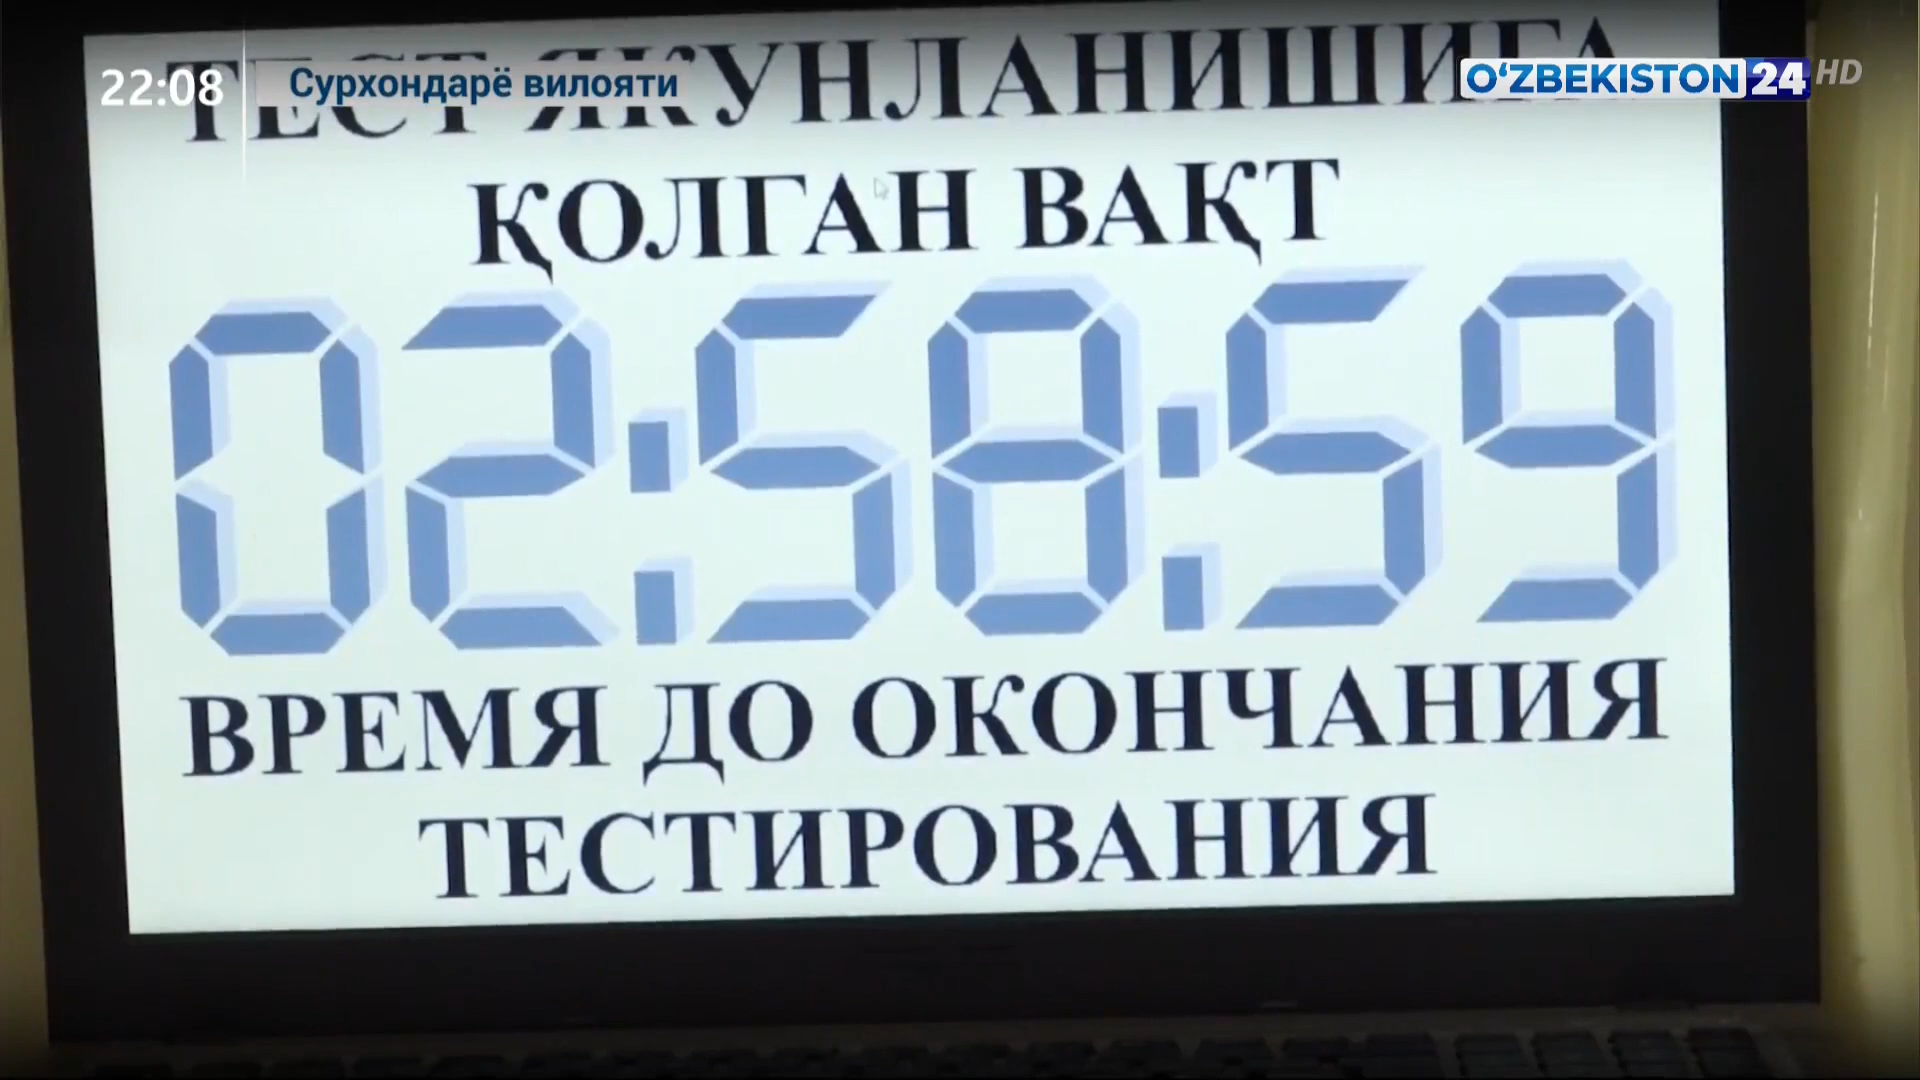 22:08
Сурхондарё вилояти
O‘ZBEKISTON 24 HD
ТЕСТ ЯКУНЛАНИШИГА
ҚОЛГАН ВАҚТ
02:58:59
ВРЕМЯ ДО ОКОНЧАНИЯ
ТЕСТИРОВАНИЯ